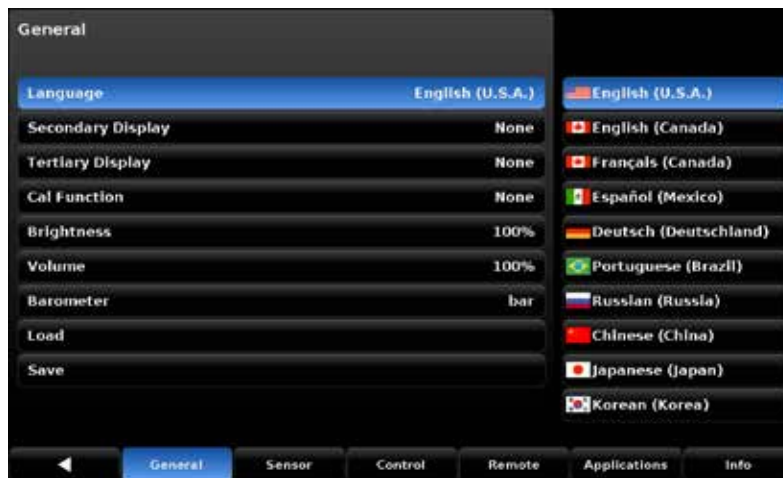 General
Language English (U.S.A.)
Secondary Display None
Tertiary Display None
Cal Function None
Brightness 100%
Volume 100%
Barometer bar
Load
Save
English (U.S.A.)
English (Canada)
Français (Canada)
Español (Mexico)
Deutsch (Deutschland)
Portuguese (Brazil)
Russian (Russia)
Chinese (China)
Japanese (Japan)
Korean (Korea)
General Sensor Control Remote Applications Info